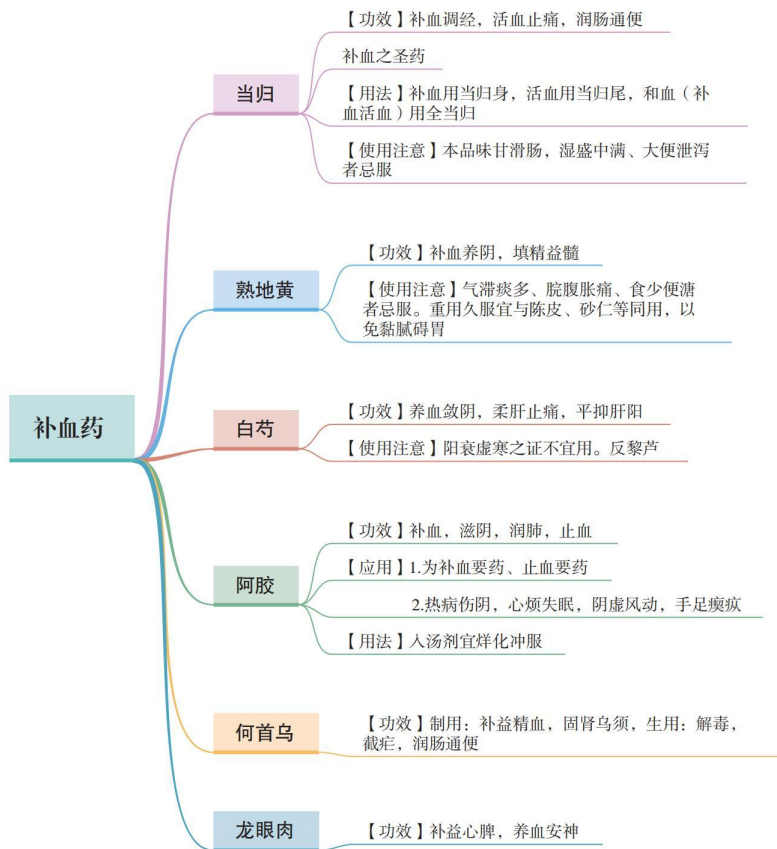 补血药
当归
【功效】补血调经，活血止痛，润肠通便
补血之圣药
【用法】补血用当归身，活血用当归尾，和血（补
血活血）用全当归
【使用注意】本品味甘滑肠，湿盛中满、大便泄泻
者忌服
熟地黄
【功效】补血养阴，填精益髓
【使用注意】气滞痰多、脘腹胀痛、食少便溏
者忌服。重用久服宜与陈皮、砂仁等同用，以
免黏腻碍胃
白芍
【功效】养血敛阴，柔肝止痛，平抑肝阳
【使用注意】阳衰虚寒之证不宜用。反黎芦
阿胶
【功效】补血，滋阴，润肺，止血
【应用】1.为补血要药、止血要药
2.热病伤阴，心烦失眠，阴虚风动，手足瘈疭
【用法】入汤剂宜烊化冲服
何首乌
【功效】制用：补益精血，固肾乌须，生用：解毒，
截疟，润肠通便
龙眼肉
【功效】补益心脾，养血安神